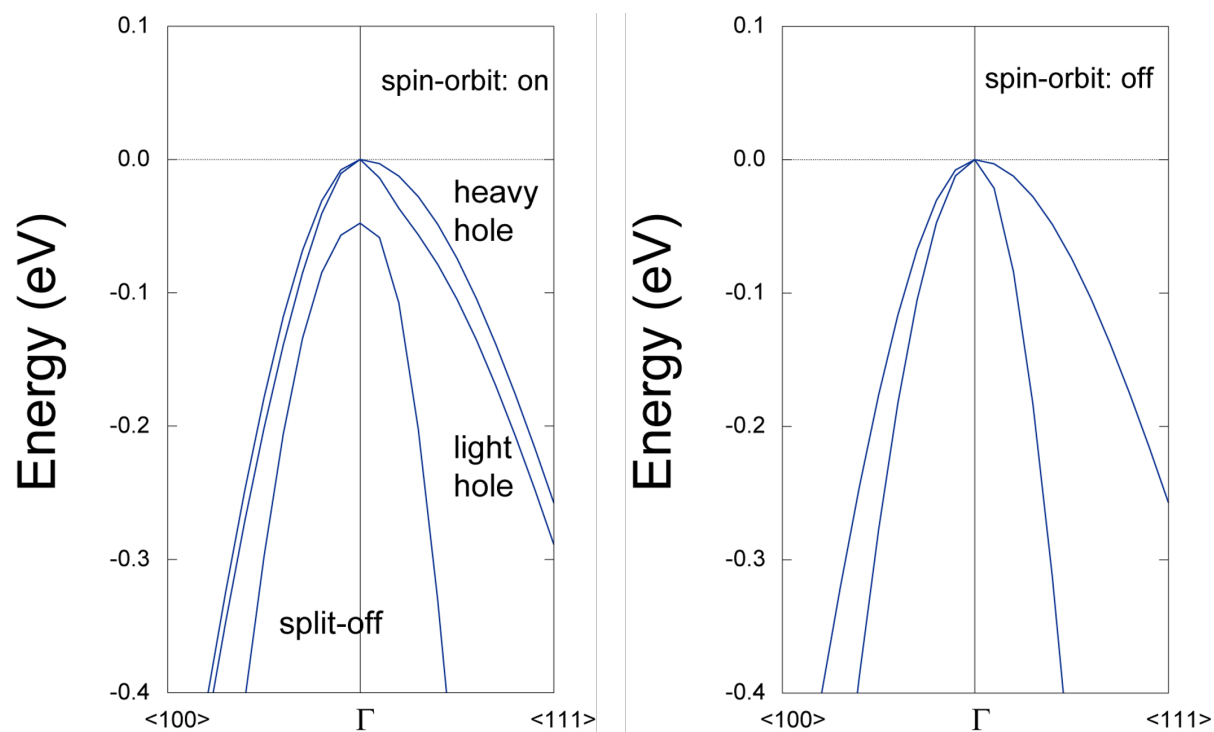 Energy (eV)
0.1
0.0
-0.1
-0.2
-0.3
-0.4
spin-orbit: on
heavy
hole
light
hole
split-off
<100>
Γ
<111>
Energy (eV)
0.1
0.0
-0.1
-0.2
-0.3
-0.4
spin-orbit: off
<100>
Γ
<111>